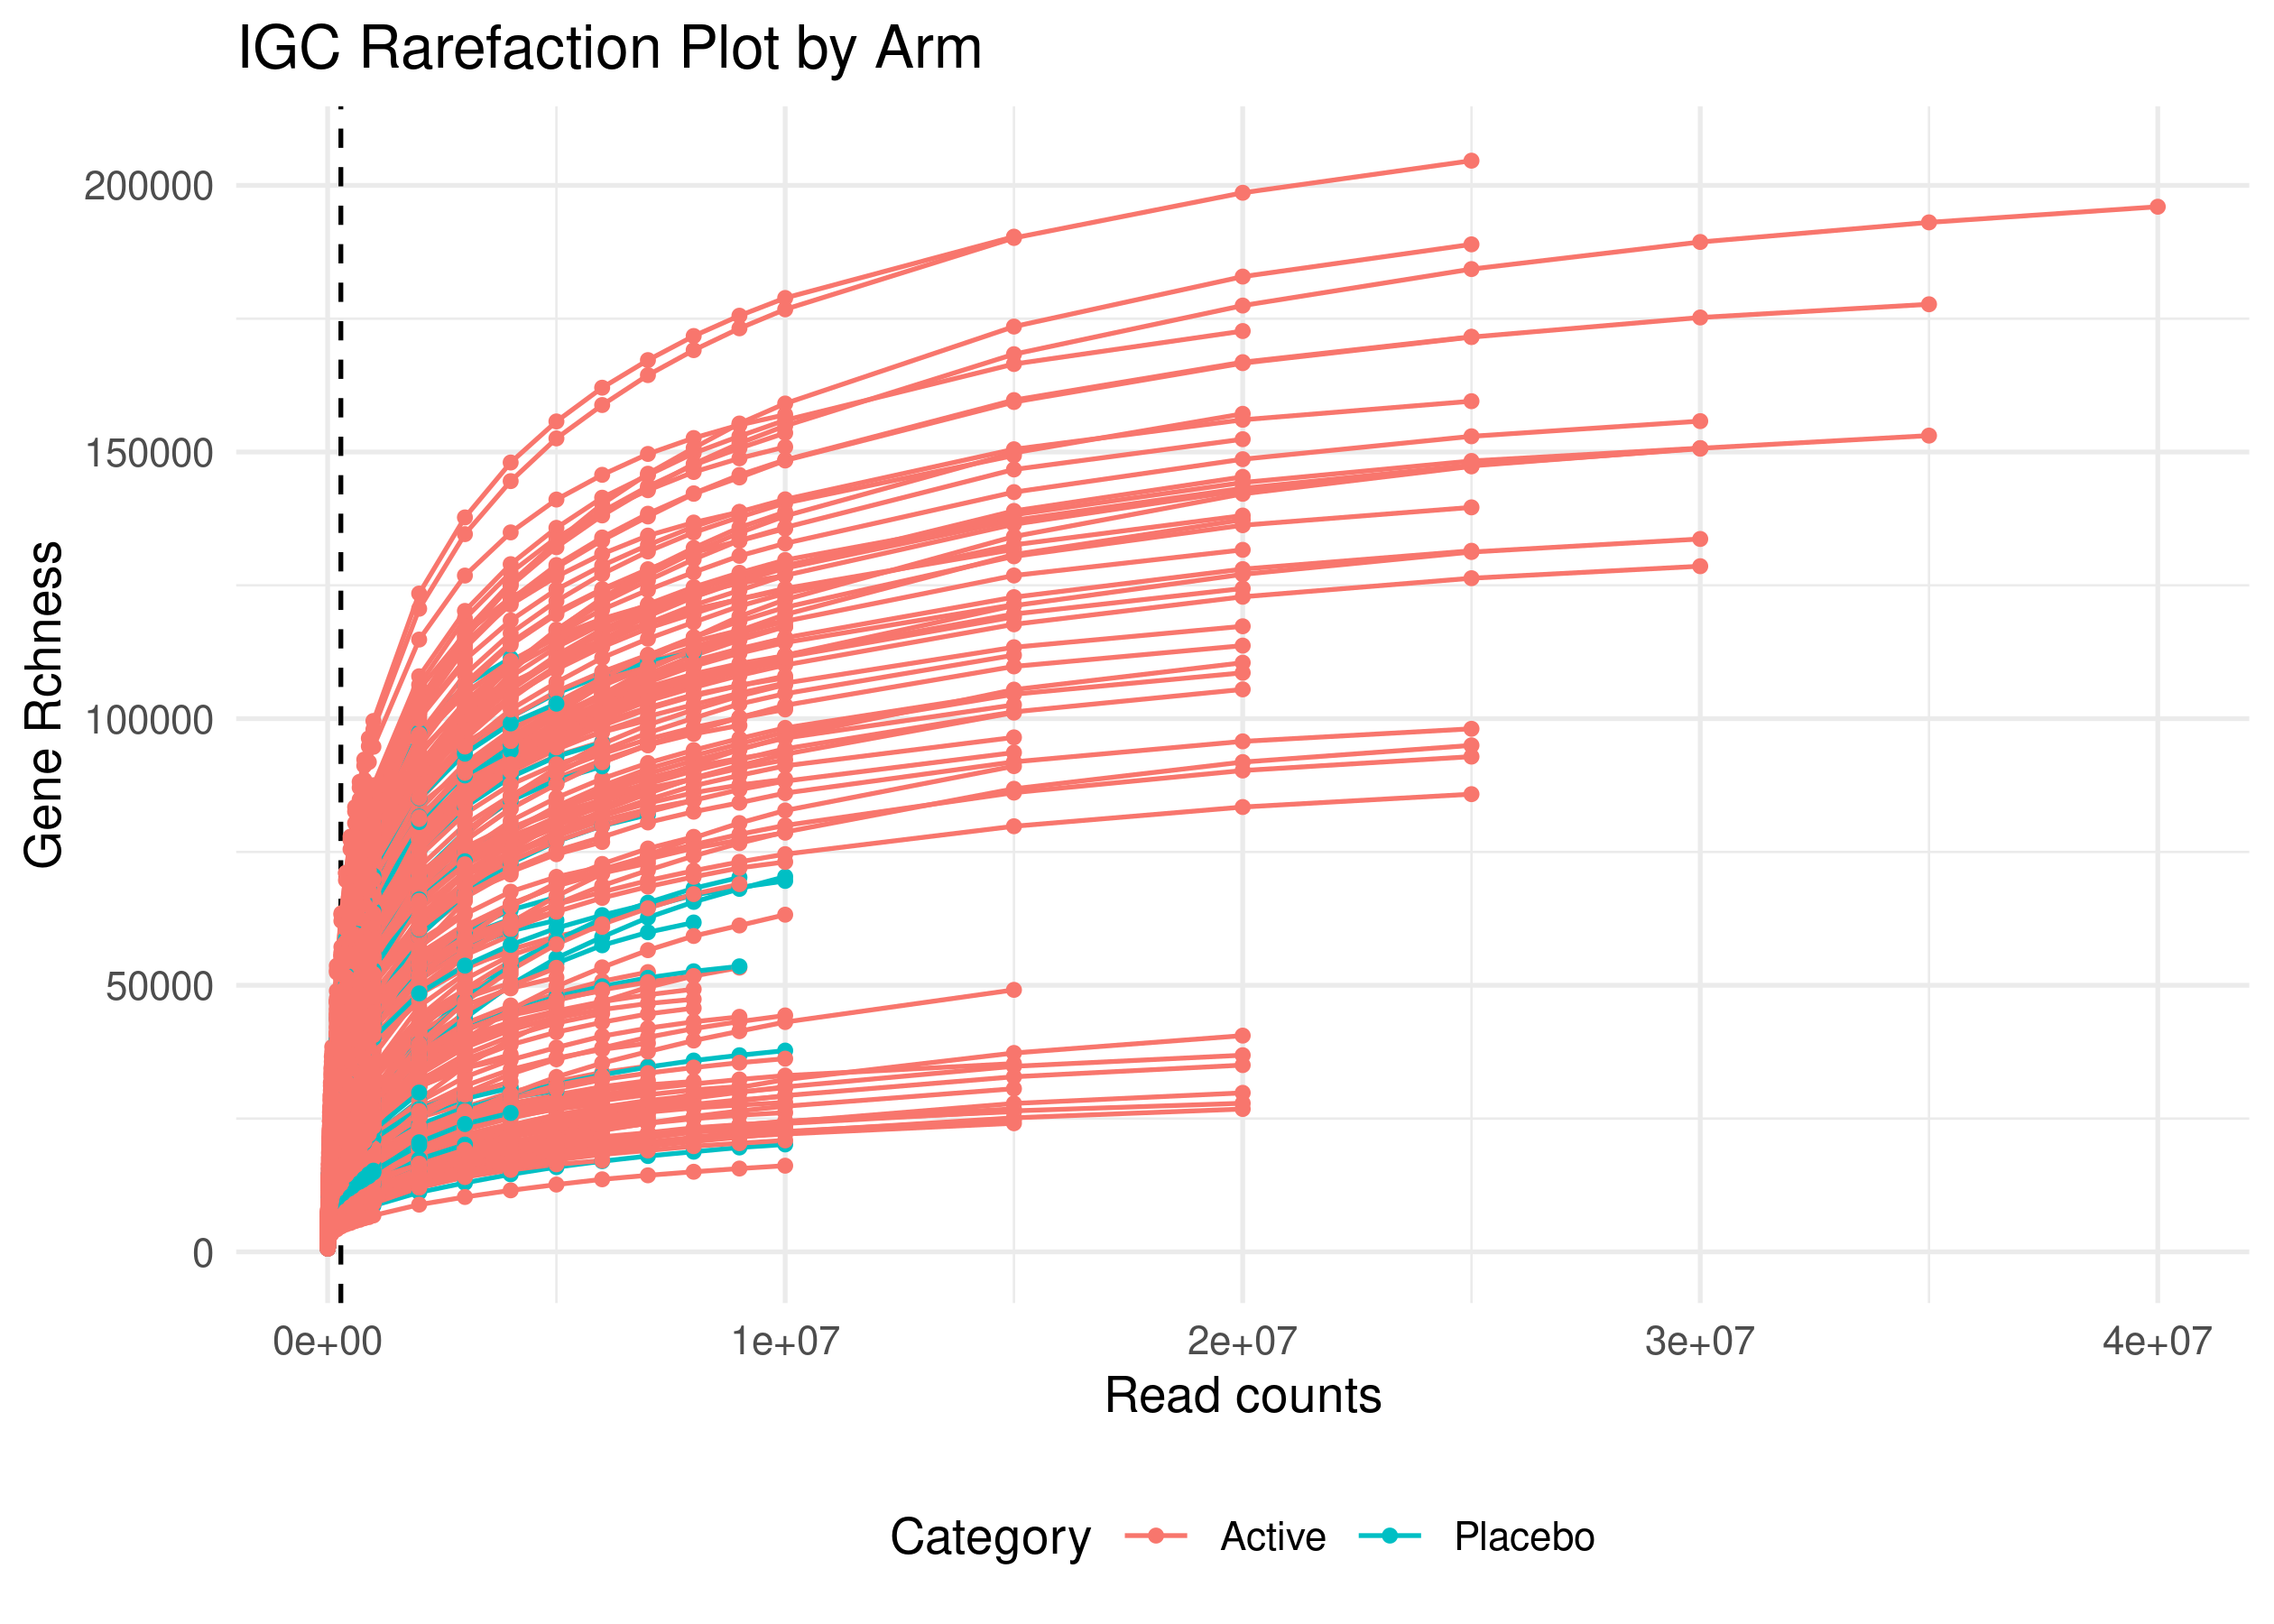 IGC Rarefaction Plot by Arm
200000
150000
100000
50000
0
Gene Rchness
0e+00 1e+07 2e+07 3e+07 4e+07
Read counts
Category Active Placebo